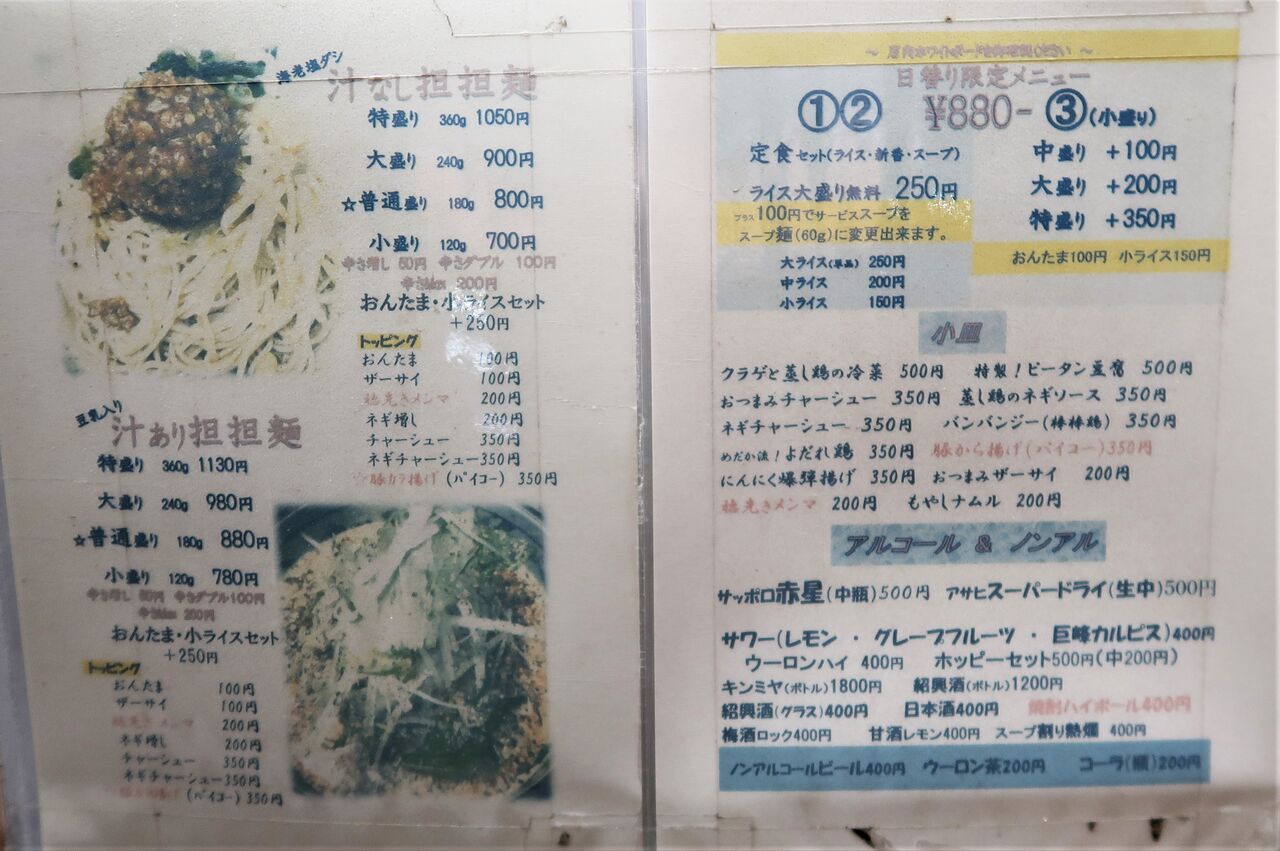 海老塩ダシ
汁なし担担麺
特盛り 360g 1050円
大盛り 240g 900円
☆普通盛り 180g 800円
小盛り 120g 700円
辛さ増し 50円 辛さダブル 100円
200円
おんたま・小ライスセット
+250円
トッピング
おんたま 100円
ザーサイ 100円
穂先きメンマ 200円
ネギ増し 200円
チャーシュー 350円
ネギチャーシュー350円
☆豚カラ揚げ (パイコー) 350円
豆乳入り
汁あり担担麺
特盛り 360g 1130円
大盛り 240g 980円
☆普通盛り 180g 880円
小盛り 120g 780円
辛さ増し 50円 辛さダブル100円
200円
おんたま・小ライスセット
+250円
トッピング
おんたま 100円
ザーサイ 100円
穂先きメンマ 200円
ネギ増し 200円
チャーシュー 350円
ネギチャーシュー350円
豚カラ揚げ (パイコー) 350円
～ 店内ホワイトボードを御確認ください ～
日替り限定メニュー
①② ¥880- ③(小盛り)
定食セット(ライス・新香・スープ)
ライス大盛り無料 250円
プラス100円でサービススープを
スープ麺(60g)に変更出来ます。
大ライス(単品) 250円
中ライス 200円
小ライス 150円
中盛り +100円
大盛り +200円
特盛り +350円
おんたま100円 小ライス150円
小皿
クラゲと蒸し鶏の冷菜 500円 特製!ピータン豆腐 500円
おつまみチャーシュー 350円 蒸し鶏のネギソース 350円
ネギチャーシュー 350円 バンバンジー(棒棒鶏) 350円
めだか流!よだれ鶏 350円 豚から揚げ(パイコー)350円
にんにく爆弾揚げ 350円 おつまみザーサイ 200円
穂先きメンマ 200円 もやしナムル 200円
アルコール & ノンアル
サッポロ赤星(中瓶)500円 アサヒスーパードライ(生中)500円
サワー(レモン・グレープフルーツ・巨峰カルピス)400円
ウーロンハイ 400円 ホッピーセット500円(中200円)
キンミヤ(ボトル)1800円 紹興酒(ボトル)1200円
紹興酒(グラス)400円 日本酒400円 焼酎ハイボール400円
梅酒ロック400円 甘酒レモン400円 スープ割り熱燗 400円
ノンアルコールビール400円 ウーロン茶200円 コーラ(瓶)200円